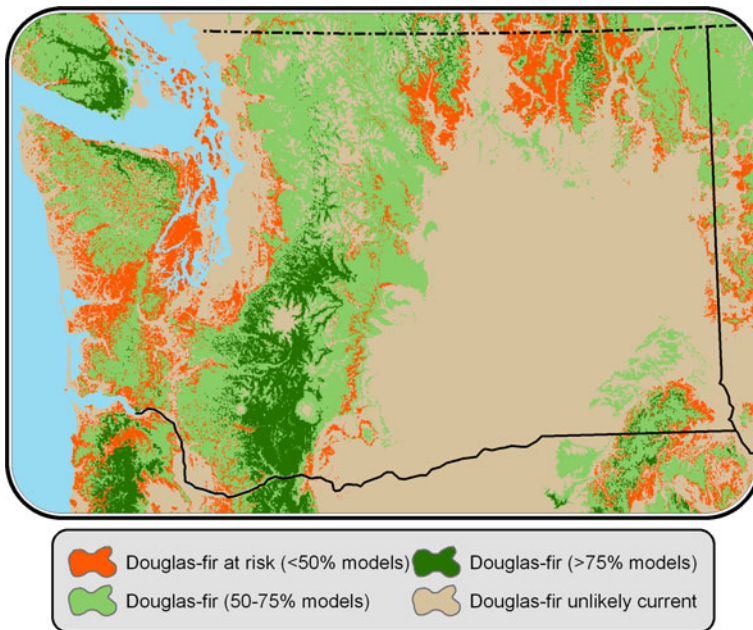 Douglas-fir at risk (<50% models)
Douglas-fir (>75% models)
Douglas-fir (50-75% models)
Douglas-fir unlikely current